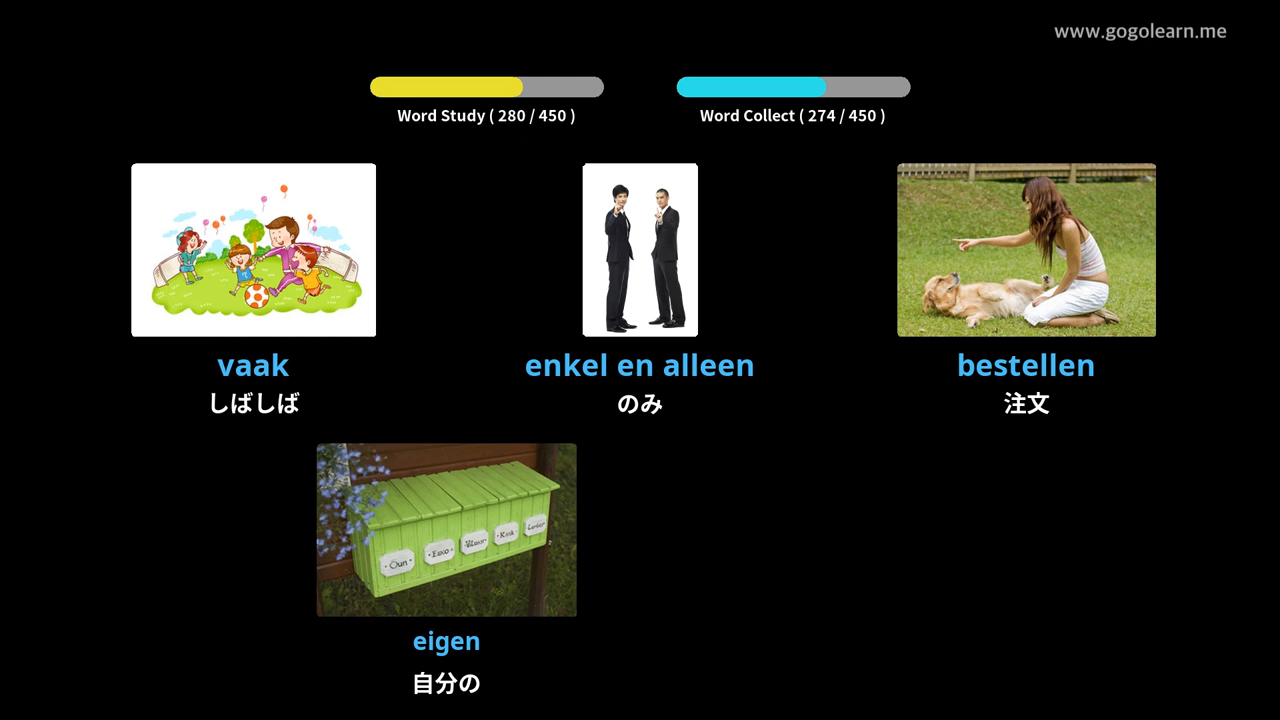 www.gogolearn.me
Word Study ( 280 / 450 )
Word Collect ( 274 / 450 )
vaak
しばしば
enkel en alleen
のみ
bestellen
注文
eigen
自分の